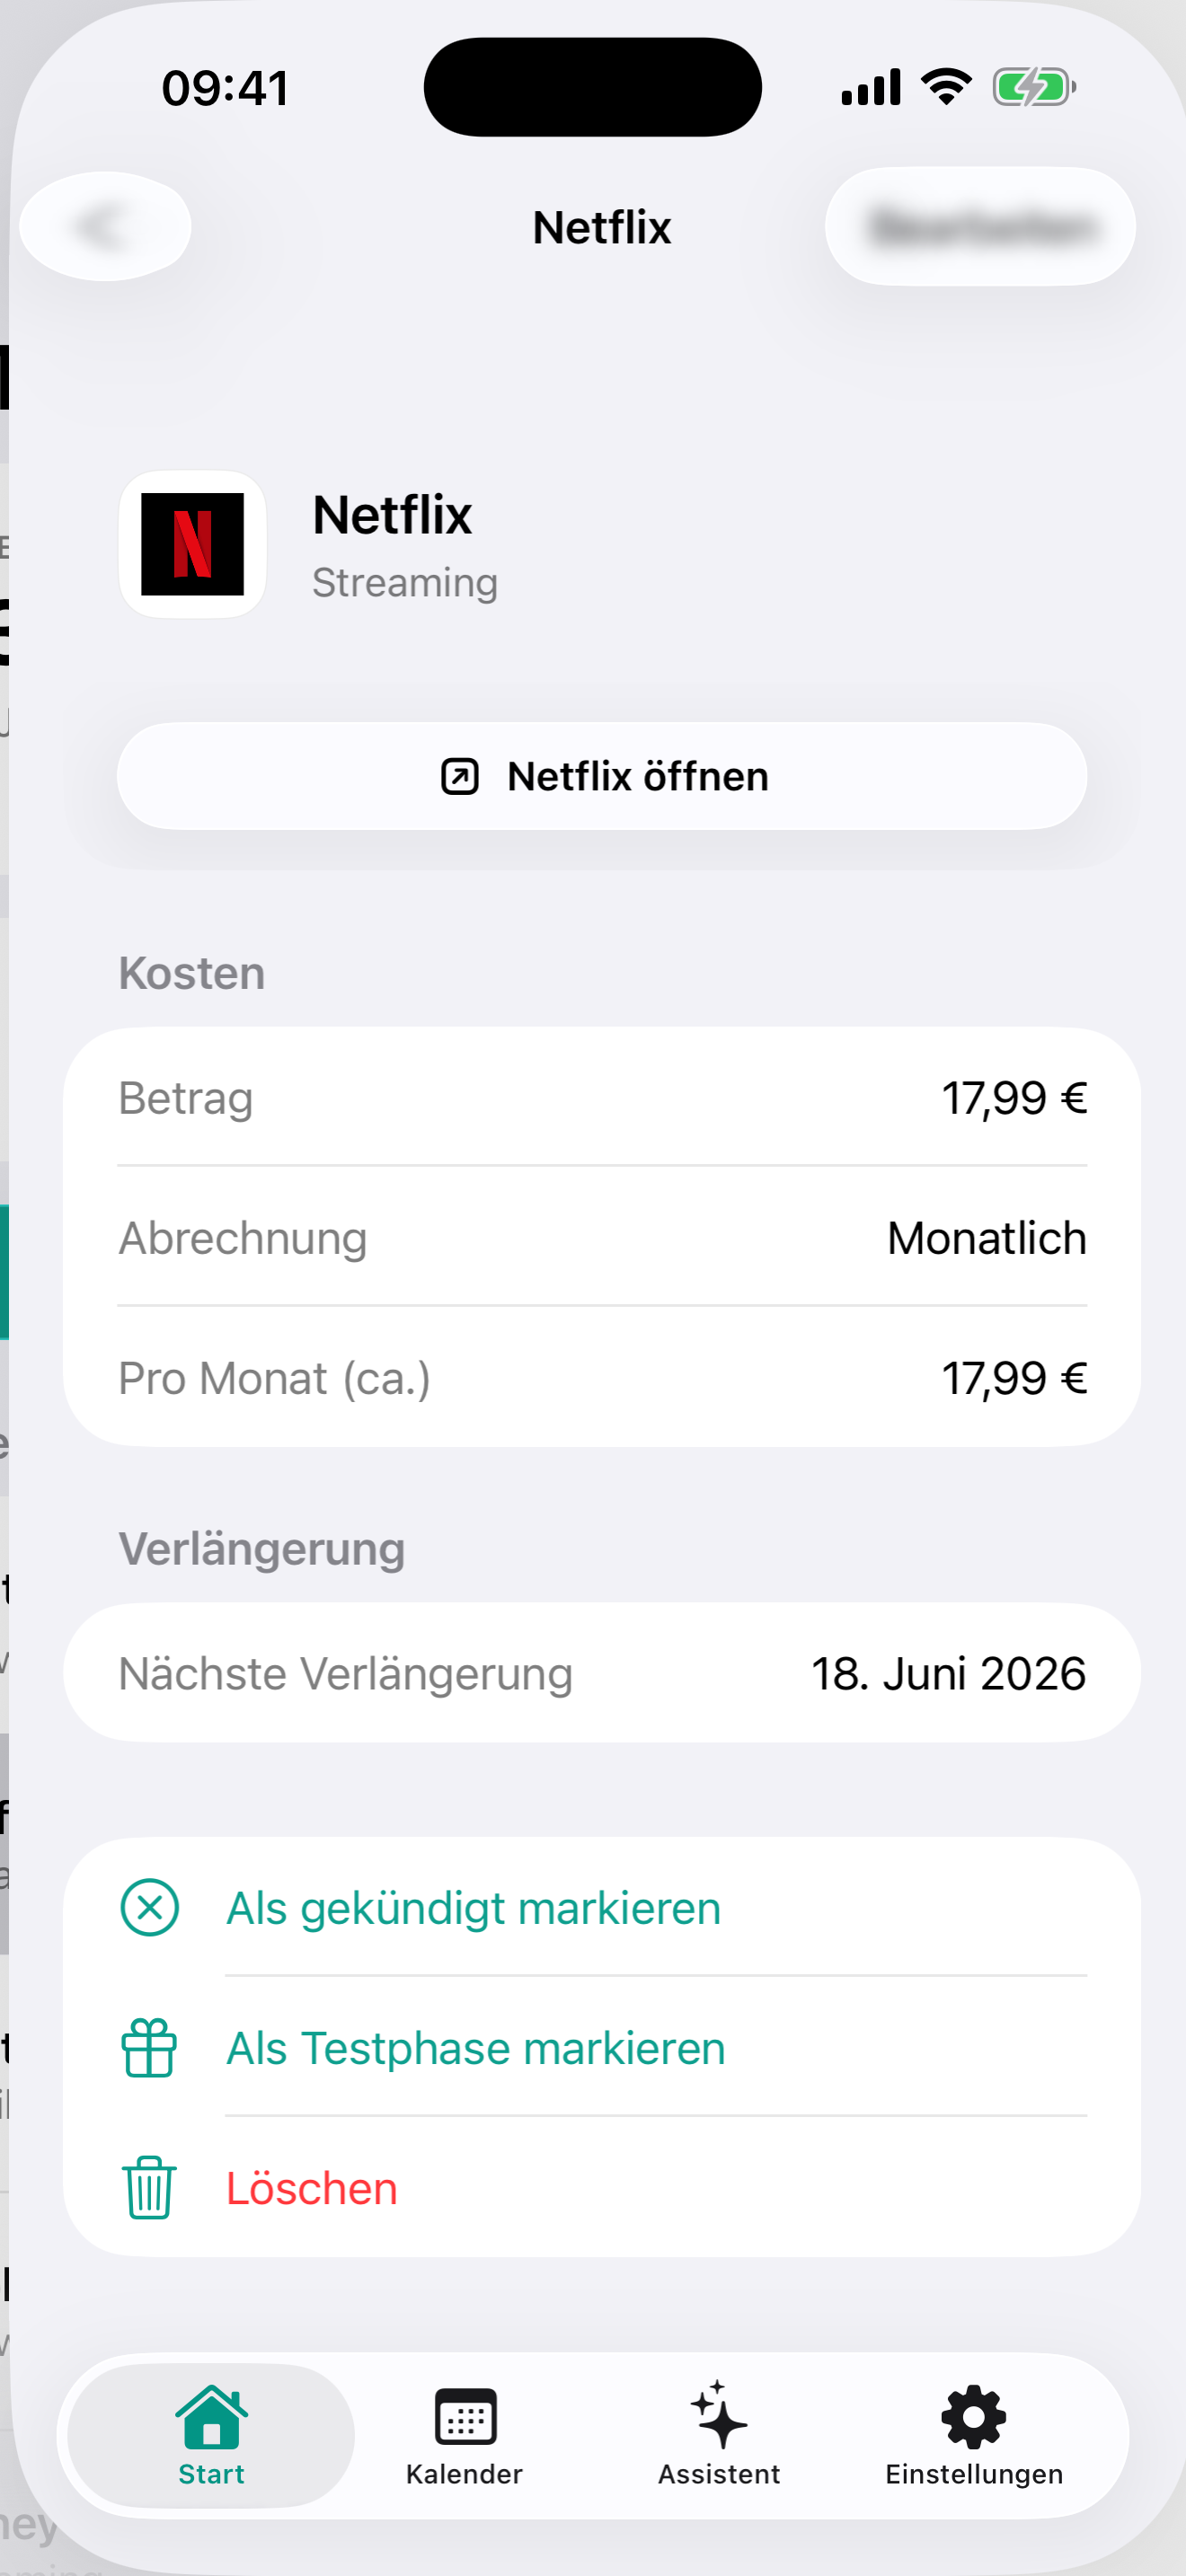 09:41
Netflix
Bearbeiten
N
Netflix
Streaming
Netflix öffnen
Kosten
Betrag 17,99 €
Abrechnung Monatlich
Pro Monat (ca.) 17,99 €
Verlängerung
Nächste Verlängerung 18. Juni 2026
Als gekündigt markieren
Als Testphase markieren
Löschen
Start Kalender Assistent Einstellungen